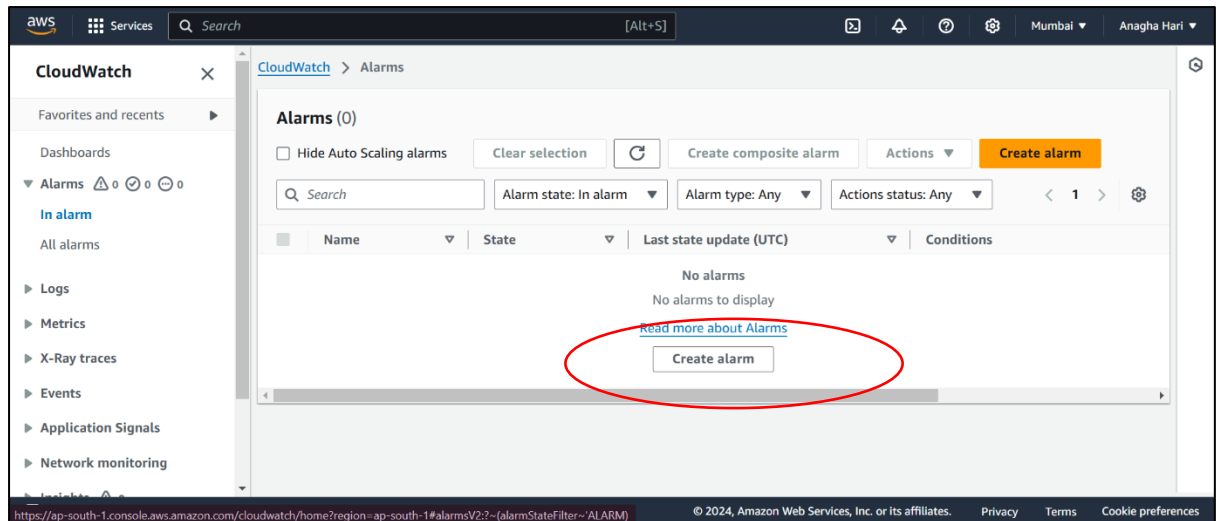 aws Services Search [Alt+S] Mumbai Anagha Hari
CloudWatch
Favorites and recents
Dashboards
Alarms 0 0 0
In alarm
All alarms
Logs
Metrics
X-Ray traces
Events
Application Signals
Network monitoring
CloudWatch > Alarms
Alarms (0)
Hide Auto Scaling alarms Clear selection Create composite alarm Actions Create alarm
Search Alarm state: In alarm Alarm type: Any Actions status: Any < 1 >
Name State Last state update (UTC) Conditions
No alarms
No alarms to display
Read more about Alarms
Create alarm
https://ap-south-1.console.aws.amazon.com/cloudwatch/home?region=ap-south-1#alarmsV2:?~(alarmStateFilter~'ALARM) © 2024, Amazon Web Services, Inc. or its affiliates. Privacy Terms Cookie preferences